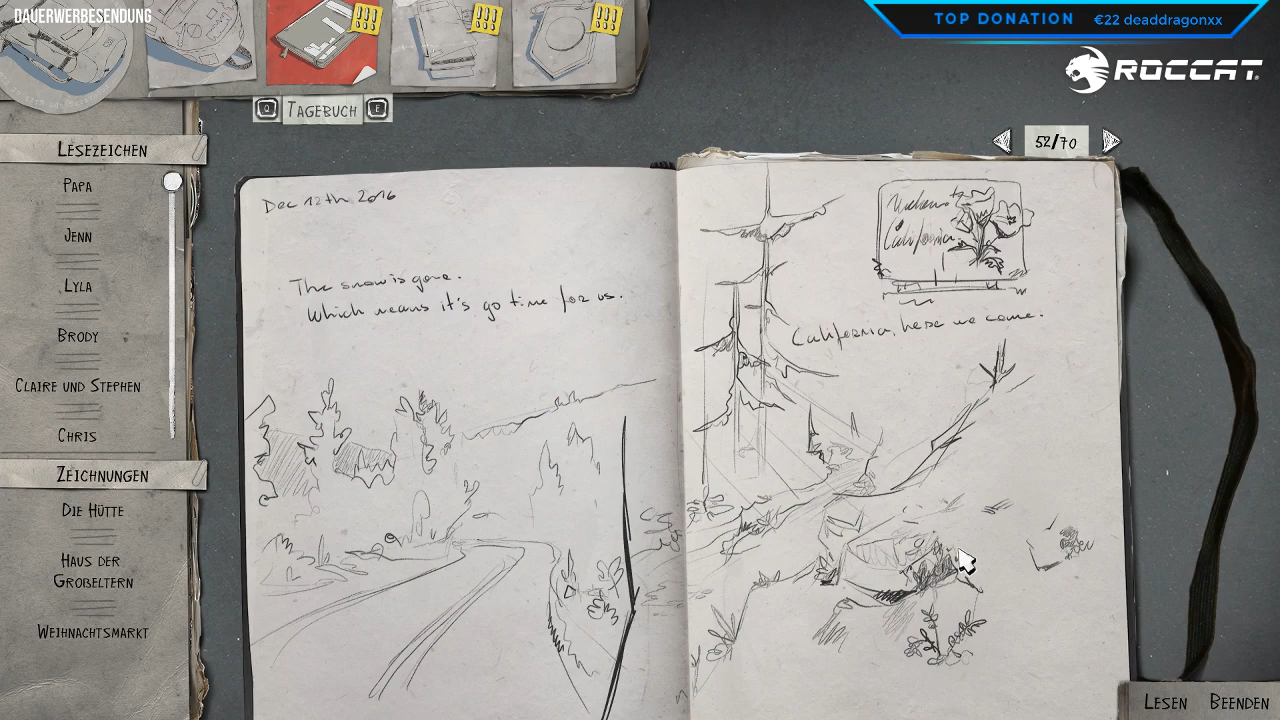 DAUERWERBESENDUNG
TOP DONATION €22 deaddragonxx
ROCCAT
Q TAGEBUCH E
52/70
LESEZEICHEN
PAPA
JENN
LYLA
BRODY
CLAIRE UND STEPHEN
CHRIS
ZEICHNUNGEN
DIE HÜTTE
HAUS DER
GROßELTERN
WEIHNACHTSMARKT
Dec 12th 2016
The snow is gone.
Which means it's go time for us.
California
California, here we come.
LESEN BEENDEN